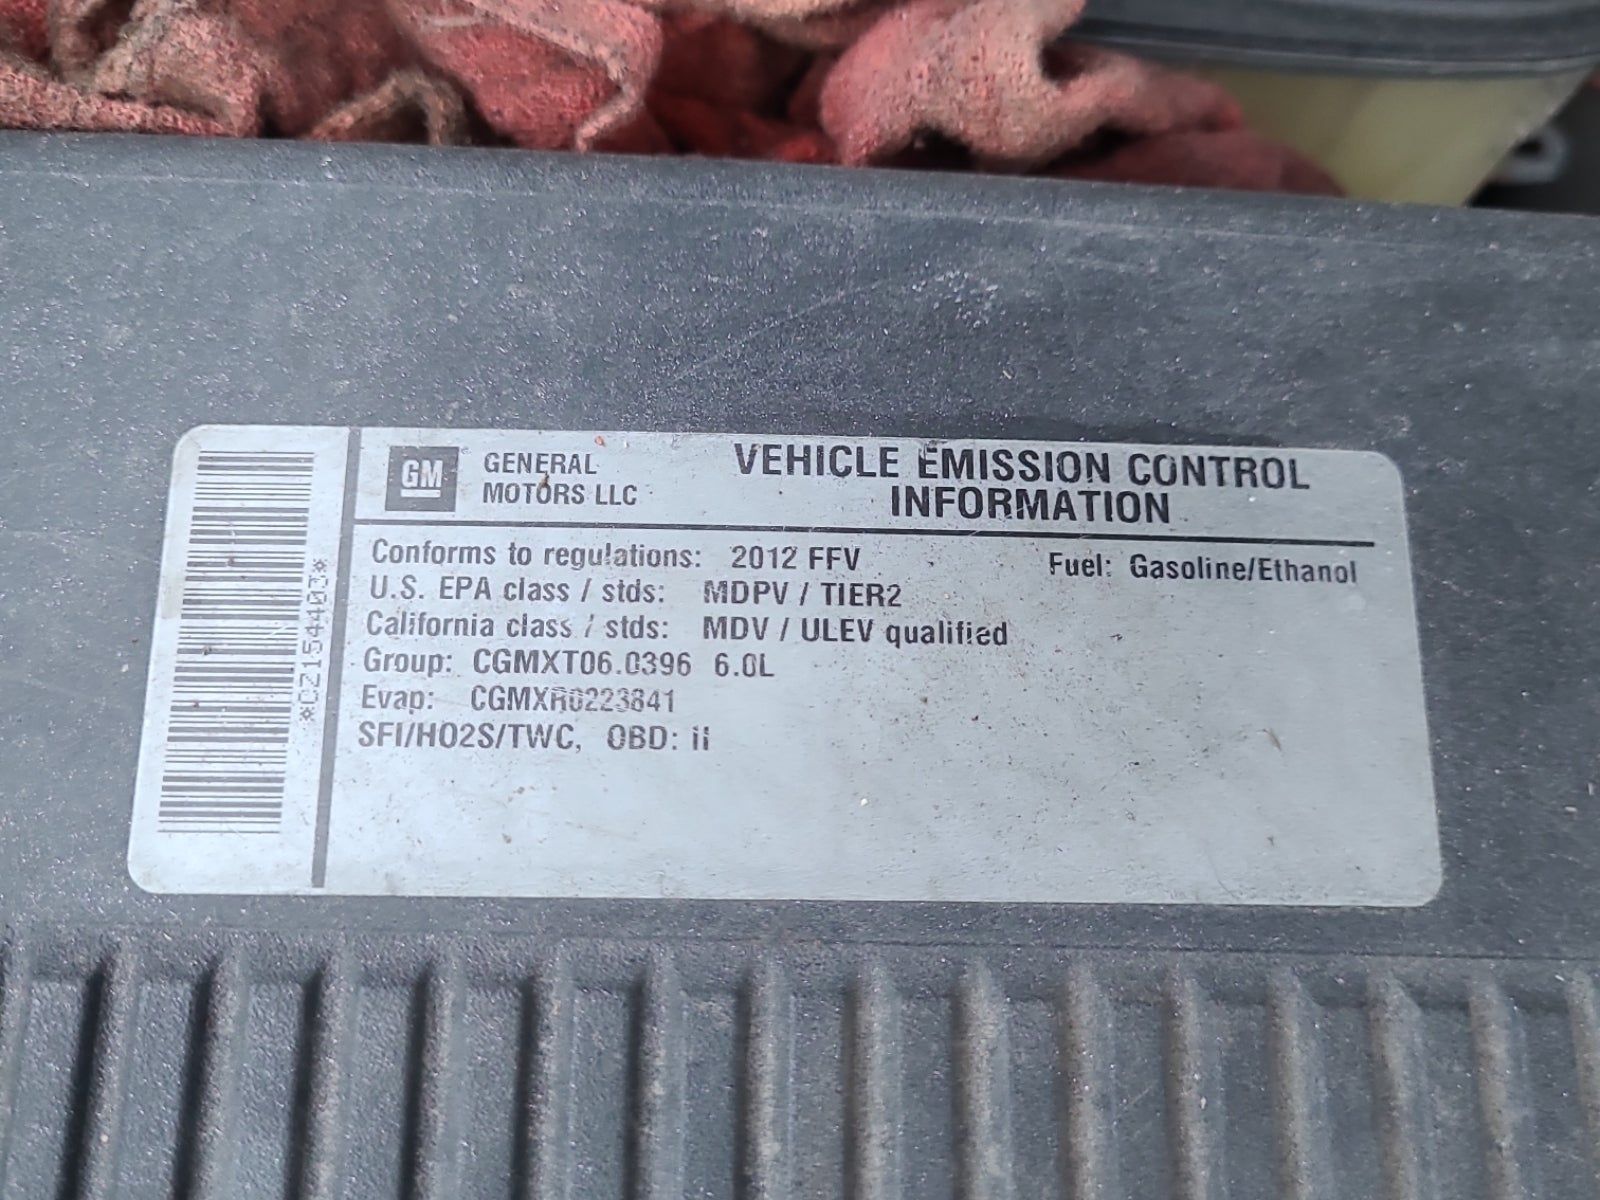 *CZ154403*
GM
GENERAL
MOTORS LLC
VEHICLE EMISSION CONTROL
INFORMATION
Conforms to regulations: 2012 FFV
Fuel: Gasoline/Ethanol
U.S. EPA class / stds: MDPV / TIER2
California class / stds: MDV / ULEV qualified
Group: CGMXT06.0396 6.0L
Evap: CGMXR0223841
SFI/HO2S/TWC, OBD: ii